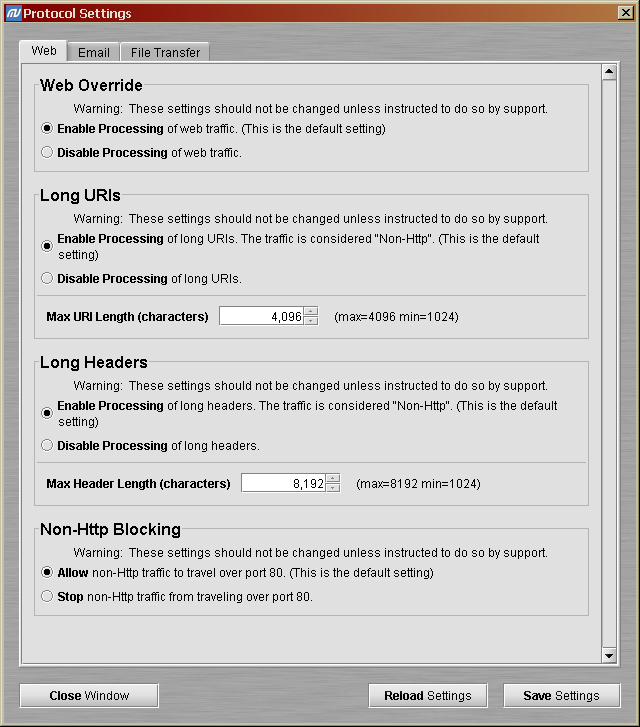 Protocol Settings
Web Email File Transfer
Web Override
Warning: These settings should not be changed unless instructed to do so by support.
Enable Processing of web traffic. (This is the default setting)
Disable Processing of web traffic.
Long URIs
Warning: These settings should not be changed unless instructed to do so by support.
Enable Processing of long URIs. The traffic is considered "Non-Http". (This is the default
setting)
Disable Processing of long URIs.
Max URI Length (characters) 4,096 (max=4096 min=1024)
Long Headers
Warning: These settings should not be changed unless instructed to do so by support.
Enable Processing of long headers. The traffic is considered "Non-Http". (This is the default
setting)
Disable Processing of long headers.
Max Header Length (characters) 8,192 (max=8192 min=1024)
Non-Http Blocking
Warning: These settings should not be changed unless instructed to do so by support.
Allow non-Http traffic to travel over port 80. (This is the default setting)
Stop non-Http traffic from traveling over port 80.
Close Window Reload Settings Save Settings